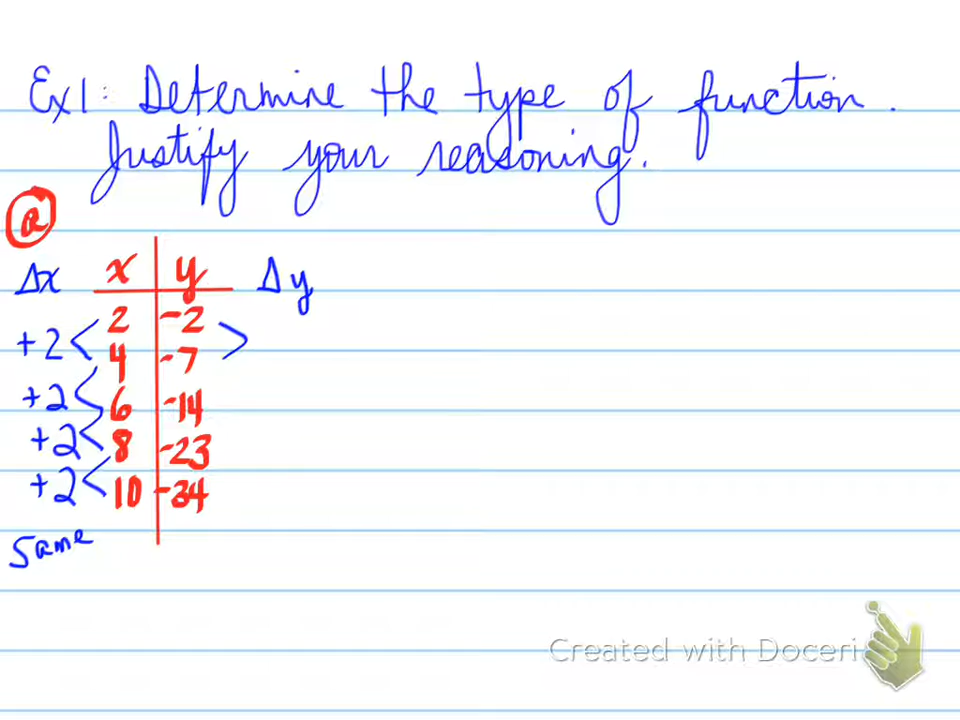 Ex1: Determine the type of function.
Justify your reasoning.
a
Δx x y Δy
2 -2
+2 < >
4 -7
+2 <
6 -14
+2 <
8 -23
+2 <
10 -34
Same
Created with Doceri